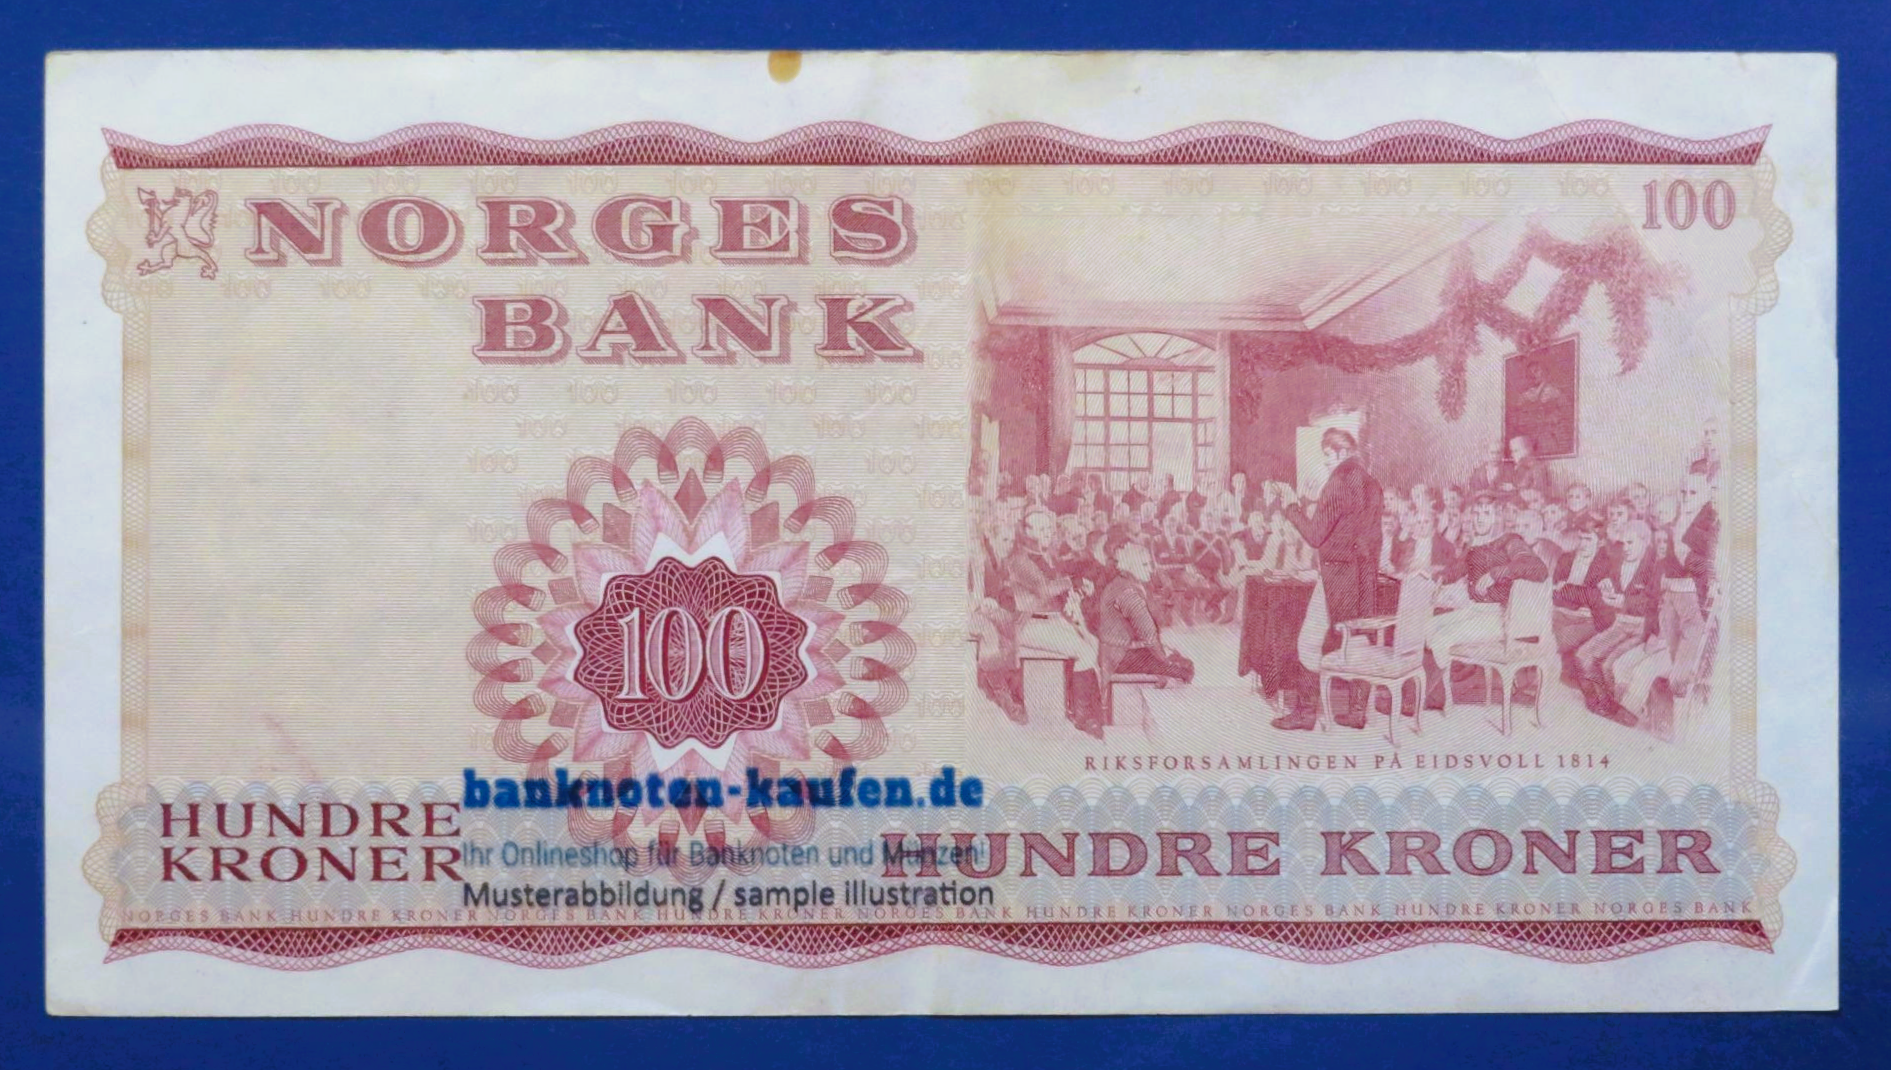 NORGES
BANK
100
100
RIKSFORSAMLINGEN PÅ EIDSVOLL 1814
HUNDRE
KRONER
banknoten-kaufen.de
Ihr Onlineshop für Banknoten und Münzen!
Musterabbildung / sample illustration
HUNDRE KRONER
NORGES BANK HUNDRE KRONER NORGES BANK HUNDRE KRONER NORGES BANK HUNDRE KRONER NORGES BANK HUNDRE KRONER NORGES BANK